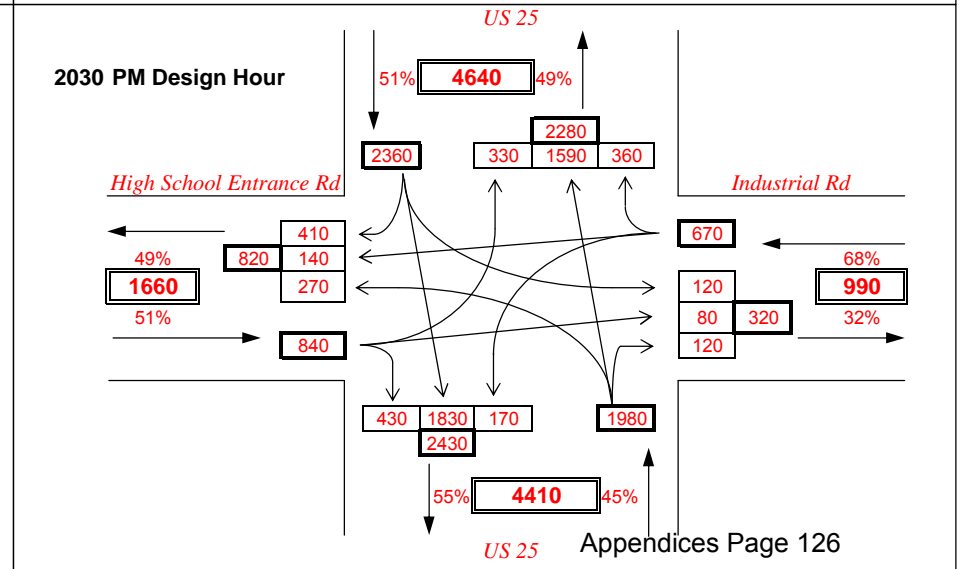 US 25
2030 PM Design Hour
51% 4640 49%
2280
2360 330 1590 360
High School Entrance Rd Industrial Rd
410 670
49% 820 140 68%
1660 270 120 990
51% 80 320 32%
840 120
430 1830 170 1980
2430
55% 4410 45%
US 25 Appendices Page 126